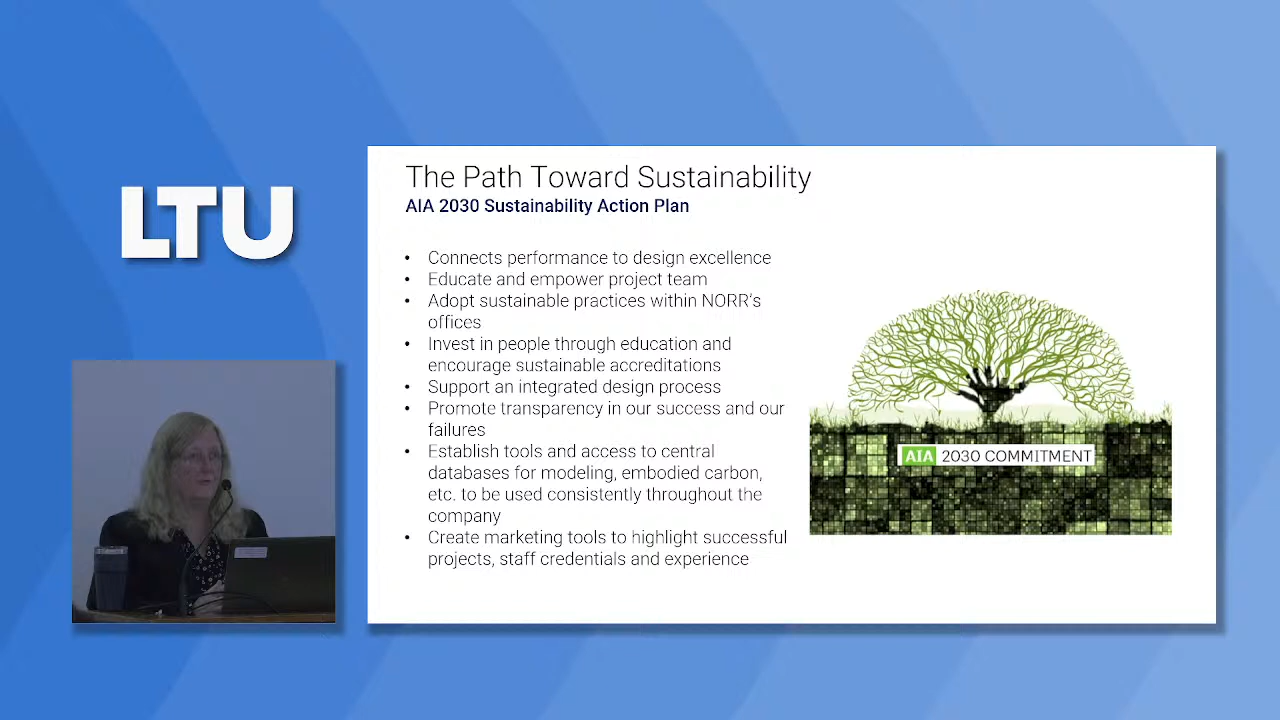 LTU
The Path Toward Sustainability
AIA 2030 Sustainability Action Plan
• Connects performance to design excellence
• Educate and empower project team
• Adopt sustainable practices within NORR's
offices
• Invest in people through education and
encourage sustainable accreditations
• Support an integrated design process
• Promote transparency in our success and our
failures
• Establish tools and access to central
databases for modeling, embodied carbon,
etc. to be used consistently throughout the
company
• Create marketing tools to highlight successful
projects, staff credentials and experience
AIA 2030 COMMITMENT